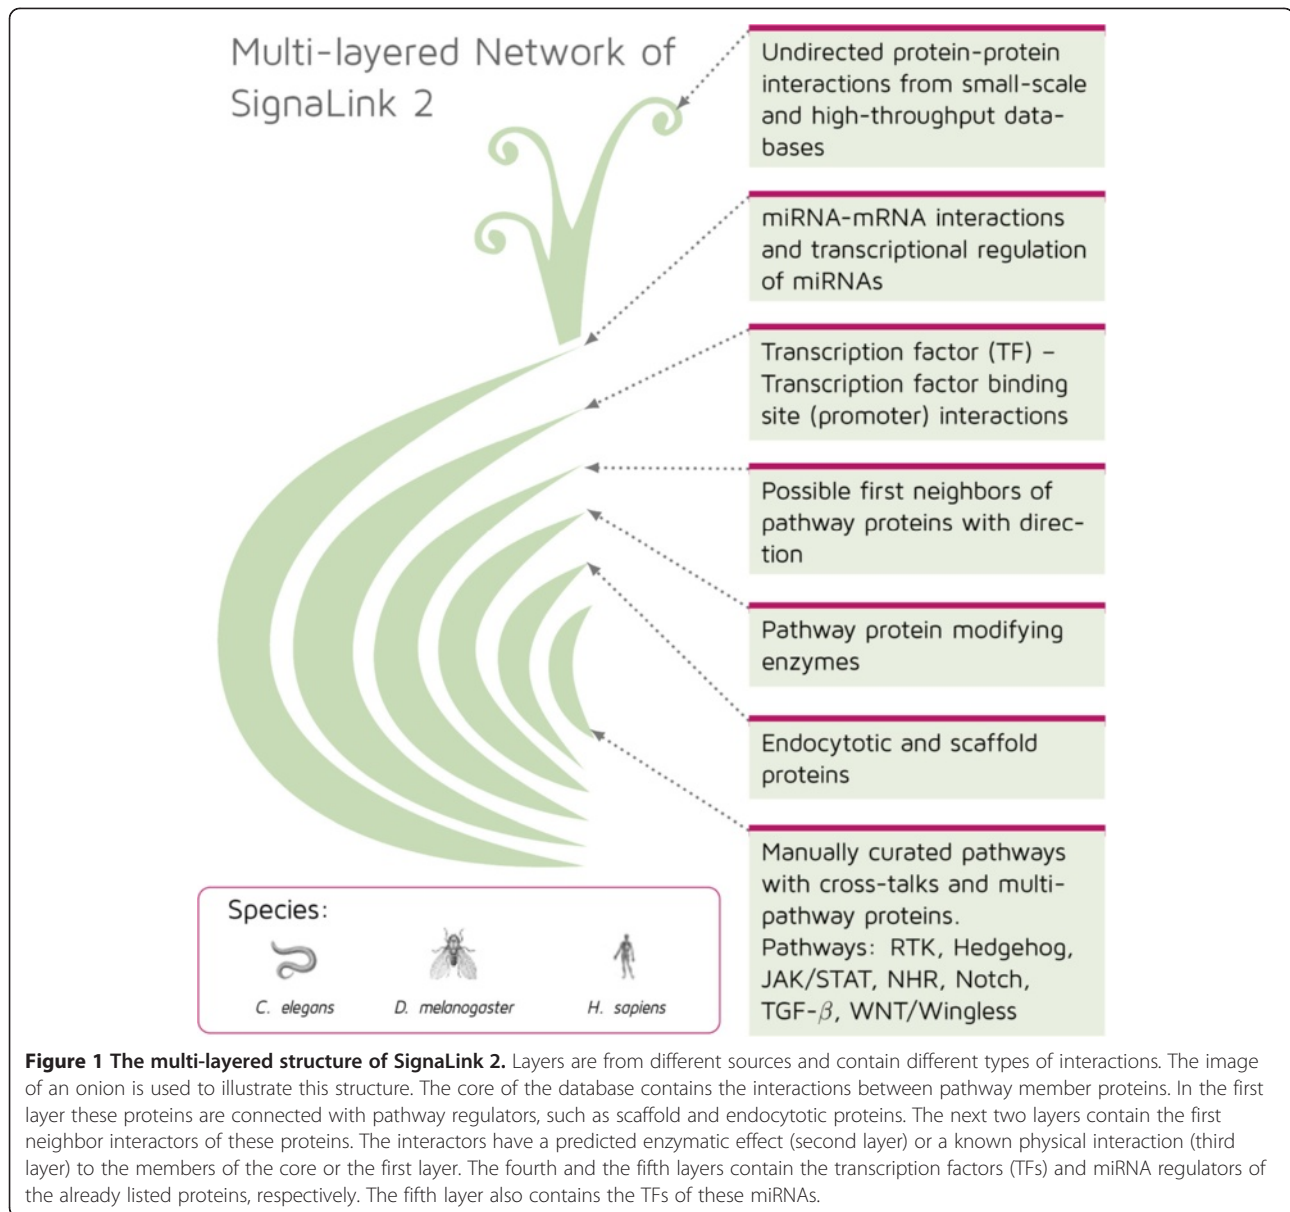 Multi-layered Network of
SignaLink 2
Undirected protein-protein
interactions from small-scale
and high-throughput data-
bases
miRNA-mRNA interactions
and transcriptional regulation
of miRNAs
Transcription factor (TF) –
Transcription factor binding
site (promoter) interactions
Possible first neighbors of
pathway proteins with direc-
tion
Pathway protein modifying
enzymes
Endocytotic and scaffold
proteins
Manually curated pathways
with cross-talks and multi-
pathway proteins.
Pathways: RTK, Hedgehog,
JAK/STAT, NHR, Notch,
TGF-β, WNT/Wingless
Species:
C. elegans
D. melanogaster
H. sapiens
Figure 1 The multi-layered structure of SignaLink 2. Layers are from different sources and contain different types of interactions. The image
of an onion is used to illustrate this structure. The core of the database contains the interactions between pathway member proteins. In the first
layer these proteins are connected with pathway regulators, such as scaffold and endocytotic proteins. The next two layers contain the first
neighbor interactors of these proteins. The interactors have a predicted enzymatic effect (second layer) or a known physical interaction (third
layer) to the members of the core or the first layer. The fourth and the fifth layers contain the transcription factors (TFs) and miRNA regulators of
the already listed proteins, respectively. The fifth layer also contains the TFs of these miRNAs.